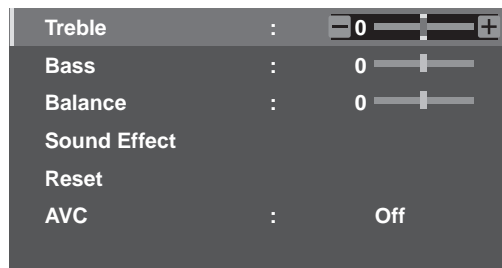 Treble : − 0 +
Bass : 0
Balance : 0
Sound Effect
Reset
AVC : Off